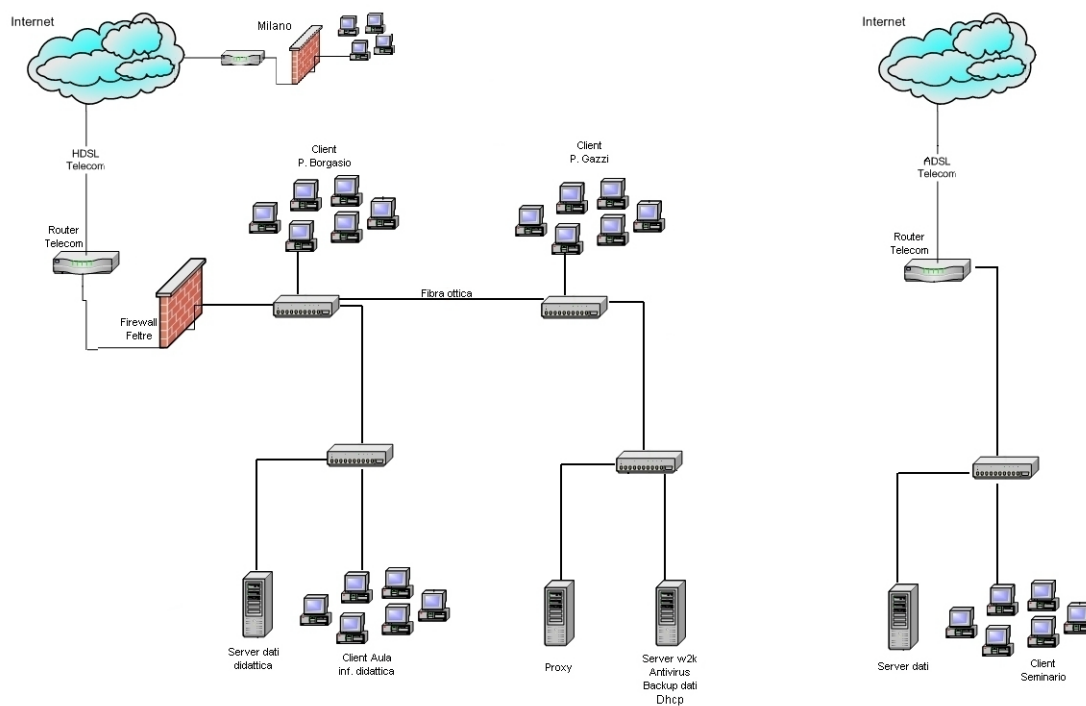 Internet
Milano
Internet
HDSL
Telecom
Client
P. Borgasio
Client
P. Gazzi
ADSL
Telecom
Router
Telecom
Router
Telecom
Fibra ottica
Firewall
Feltre
Server dati
didattica
Client Aula
inf. didattica
Proxy
Server w2k
Antivirus
Backup dati
Dhcp
Server dati
Client
Seminario